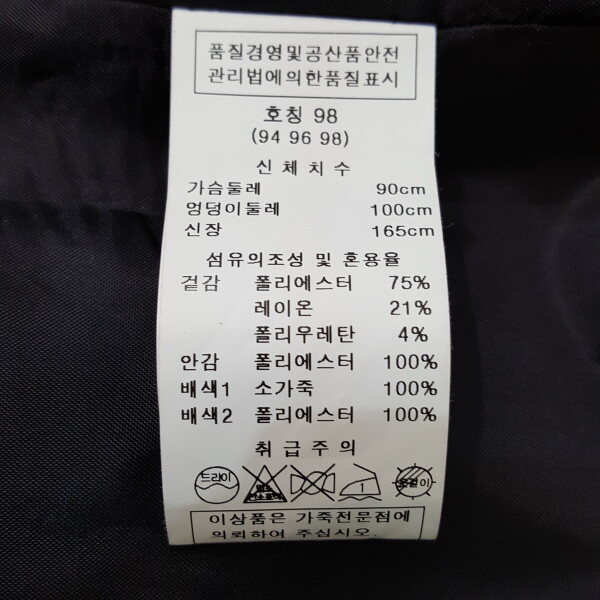 품질경영및공산품안전
관리법에의한품질표시
호칭 98
(94 96 98)
신체치수
가슴둘레 90cm
엉덩이둘레 100cm
신장 165cm
섬유의조성 및 혼용율
겉감 폴리에스터 75%
레이온 21%
폴리우레탄 4%
안감 폴리에스터 100%
배색1 소가죽 100%
배색2 폴리에스터 100%
취급주의
드라이 1 옷걸이
이상품은 가죽전문점에
의뢰하여 주십시오.